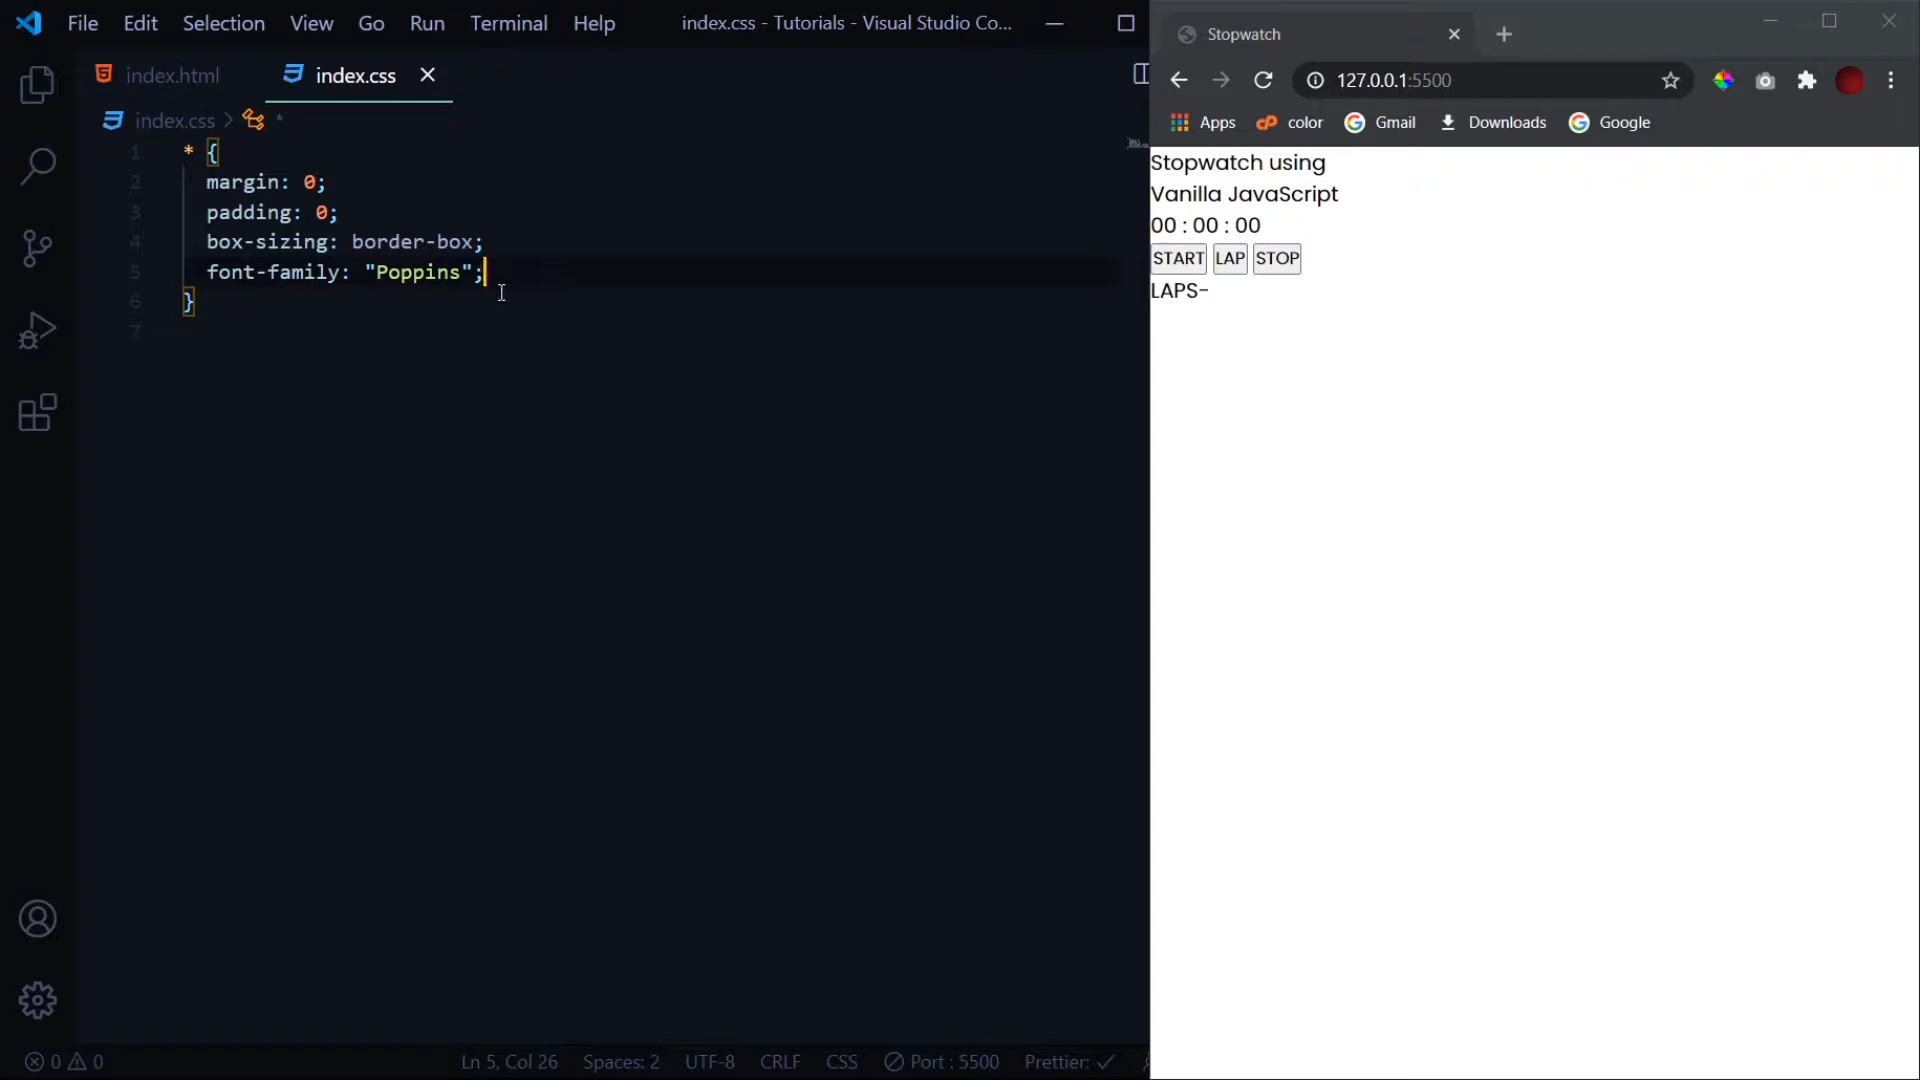 File Edit Selection View Go Run Terminal Help index.css - Tutorials - Visual Studio Co...
index.html index.css
index.css > *
1 * {
2 margin: 0;
3 padding: 0;
4 box-sizing: border-box;
5 font-family: "Poppins";
6 }
7
0 0 Ln 5, Col 26 Spaces: 2 UTF-8 CRLF CSS Port : 5500 Prettier:
Stopwatch
127.0.0.1:5500
Apps color Gmail Downloads Google
Stopwatch using
Vanilla JavaScript
00 : 00 : 00
START LAP STOP
LAPS-